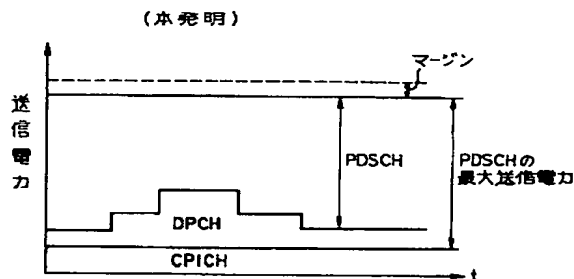 (本発明)
マージン
送信電力
PDSCH
PDSCHの
最大送信電力
DPCH
CPICH
t